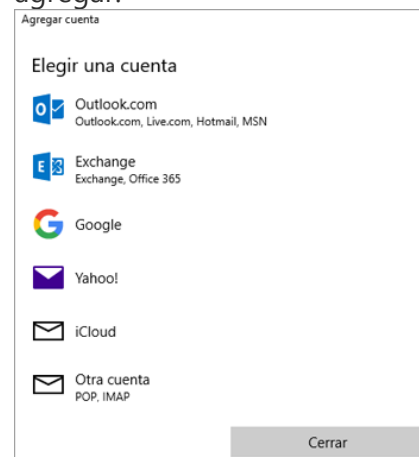 agregar.
Agregar cuenta
Elegir una cuenta
Outlook.com
Outlook.com, Live.com, Hotmail, MSN
Exchange
Exchange, Office 365
Google
Yahoo!
iCloud
Otra cuenta
POP, IMAP
Cerrar